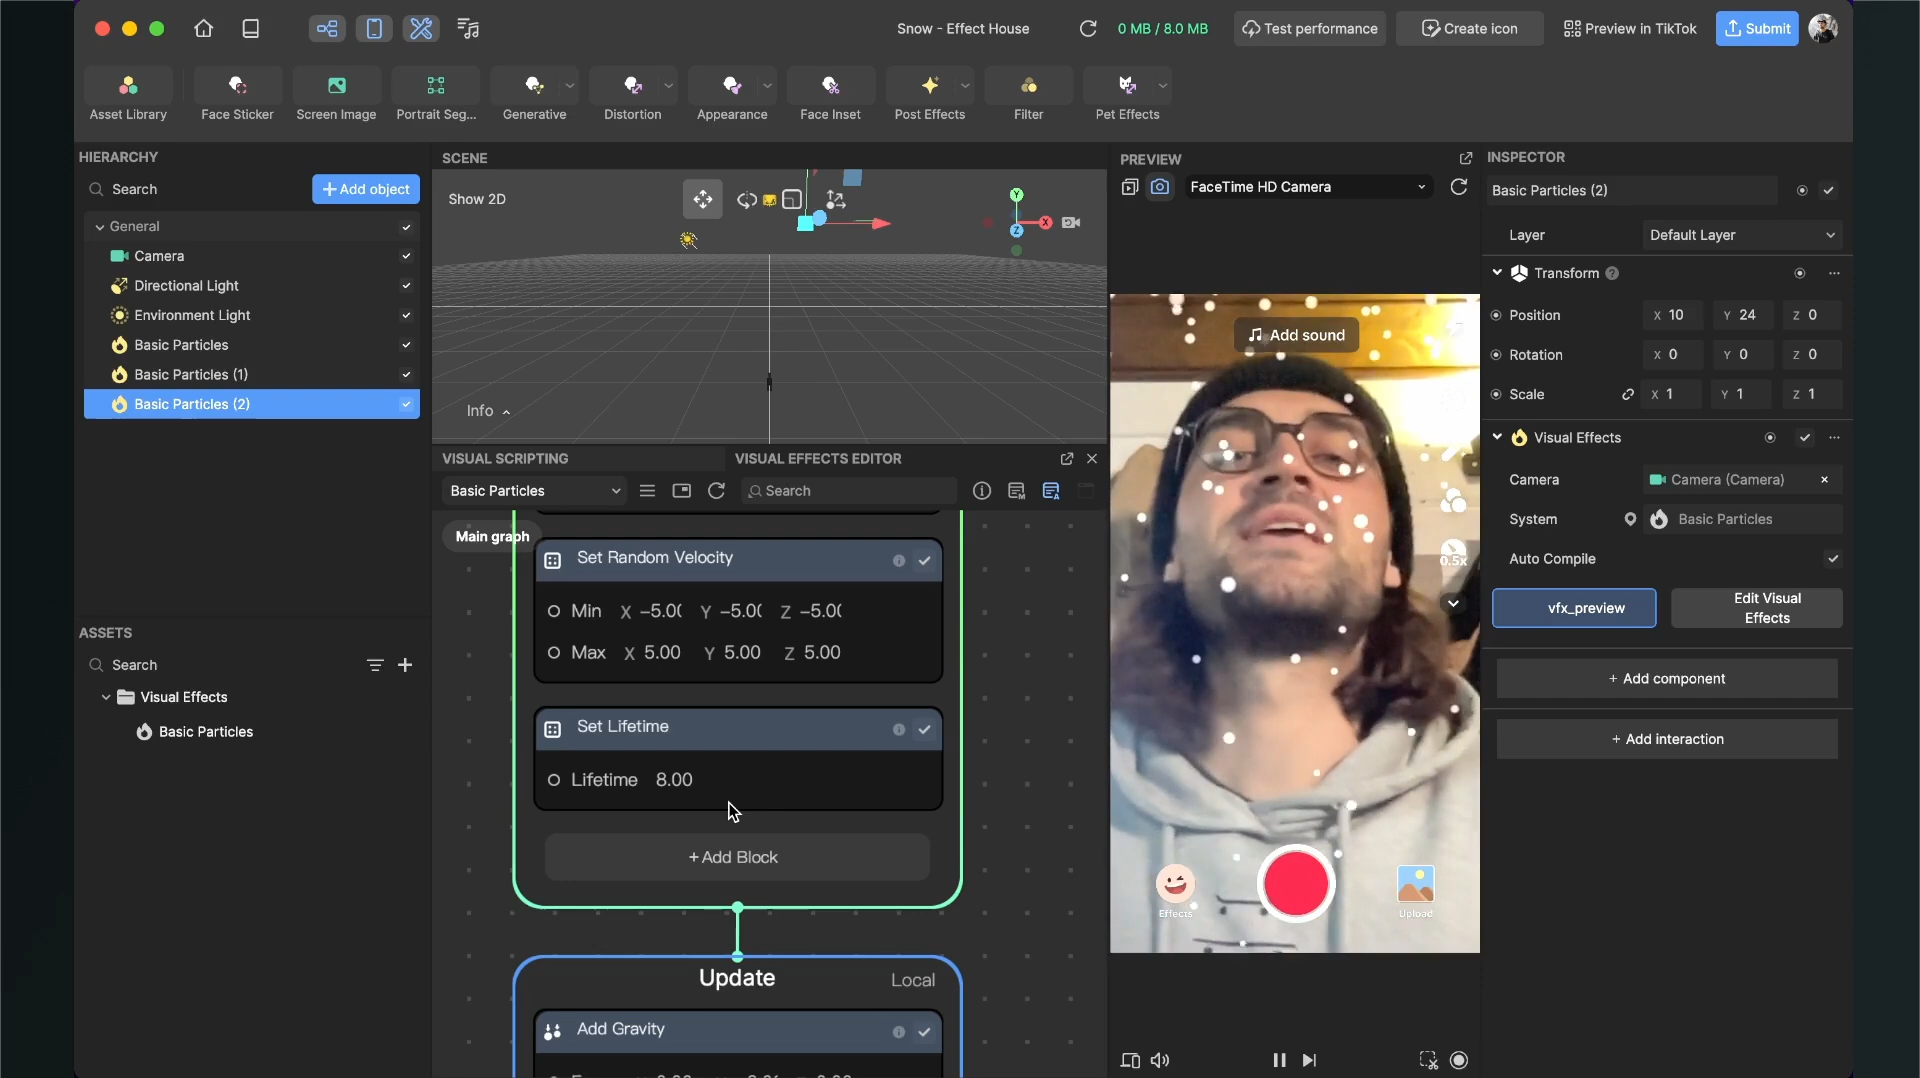 Snow - Effect House
0 MB / 8.0 MB
Test performance
Create icon
Preview in TikTok
Submit
Asset Library
Face Sticker
Screen Image
Portrait Seg...
Generative
Distortion
Appearance
Face Inset
Post Effects
Filter
Pet Effects
HIERARCHY
Search
+ Add object
General
Camera
Directional Light
Environment Light
Basic Particles
Basic Particles (1)
Basic Particles (2)
ASSETS
Search
Visual Effects
Basic Particles
SCENE
Show 2D
Y
X
Z
Info
VISUAL SCRIPTING
VISUAL EFFECTS EDITOR
Basic Particles
Search
Main graph
Set Random Velocity
Min X −5.0( Y −5.0( Z −5.0(
Max X 5.00 Y 5.00 Z 5.00
Set Lifetime
Lifetime 8.00
+ Add Block
Update
Local
Add Gravity
PREVIEW
FaceTime HD Camera
Add sound
0.5x
Effects
Upload
INSPECTOR
Basic Particles (2)
Layer Default Layer
Transform
Position X 10 Y 24 Z 0
Rotation X 0 Y 0 Z 0
Scale X 1 Y 1 Z 1
Visual Effects
Camera Camera (Camera)
System Basic Particles
Auto Compile
vfx_preview
Edit Visual
Effects
+ Add component
+ Add interaction